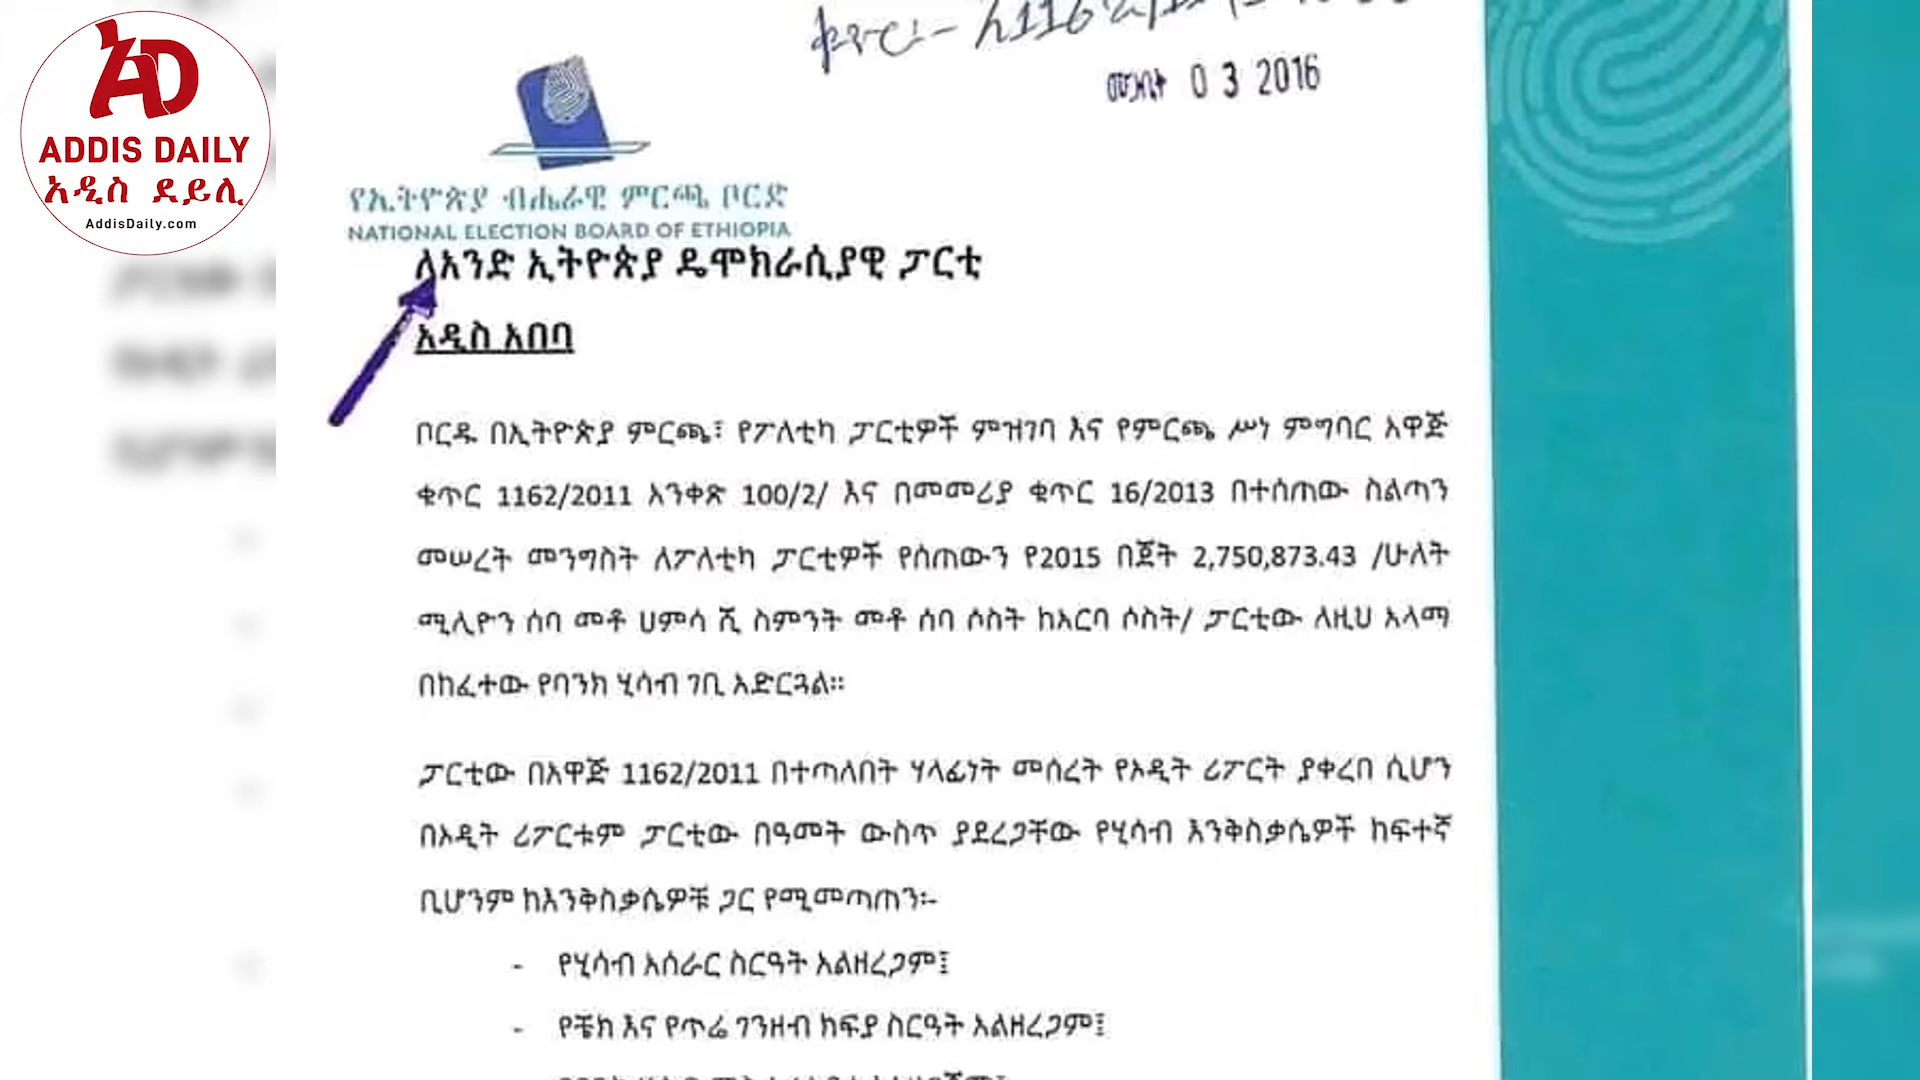 AD
ADDIS DAILY
አዲስ ደይሊ
AddisDaily.com
ቁጥር፡-
መጋቢት 03 2016
የኢትዮጵያ ብሔራዊ ምርጫ ቦርድ
NATIONAL ELECTION BOARD OF ETHIOPIA
ለአንድ ኢትዮጵያ ዴሞክራሲያዊ ፓርቲ
አዲስ አበባ
ቦርዱ በኢትዮጵያ ምርጫ፣ የፖለቲካ ፓርቲዎች ምዝገባ እና የምርጫ ሥነ ምግባር አዋጅ
ቁጥር 1162/2011 አንቀጽ 100/2/ እና በመመሪያ ቁጥር 16/2013 በተሰጠው ስልጣን
መሠረት መንግስት ለፖለቲካ ፓርቲዎች የሰጠውን የ2015 በጀት 2,750,873.43 /ሁለት
ሚሊዮን ሰባ መቶ ሀምሳ ሺ ስምንት መቶ ሰባ ሶስት ከአርባ ሶስት/ ፓርቲው ለዚህ አላማ
በከፈተው የባንክ ሂሳብ ገቢ አድርጓል።
ፓርቲው በአዋጅ 1162/2011 በተጣለበት ሃላፊነት መሰረት የኦዲት ሪፖርት ያቀረበ ሲሆን
በኦዲት ሪፖርቱም ፓርቲው በዓመት ውስጥ ያደረጋቸው የሂሳብ እንቅስቃሴዎች ከፍተኛ
ቢሆንም ከእንቅስቃሴዎቹ ጋር የሚመጣጠን፡-
- የሂሳብ አሰራር ስርዓት አልዘረጋም፤
- የቼክ እና የጥሬ ገንዘብ ክፍያ ስርዓት አልዘረጋም፤